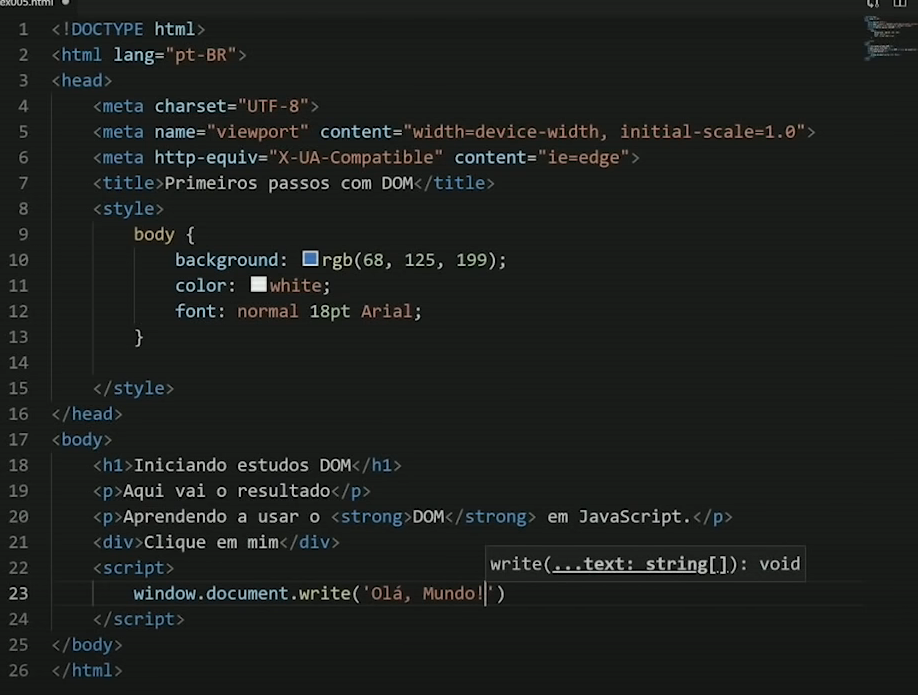 ex005.html
1 <!DOCTYPE html>
2 <html lang="pt-BR">
3 <head>
4     <meta charset="UTF-8">
5     <meta name="viewport" content="width=device-width, initial-scale=1.0">
6     <meta http-equiv="X-UA-Compatible" content="ie=edge">
7     <title>Primeiros passos com DOM</title>
8     <style>
9         body {
10             background: rgb(68, 125, 199);
11             color: white;
12             font: normal 18pt Arial;
13         }
14
15     </style>
16 </head>
17 <body>
18     <h1>Iniciando estudos DOM</h1>
19     <p>Aqui vai o resultado</p>
20     <p>Aprendendo a usar o <strong>DOM</strong> em JavaScript.</p>
21     <div>Clique em mim</div>
22     <script>
write(...text: string[]): void
23         window.document.write('Olá, Mundo!')
24     </script>
25 </body>
26 </html>